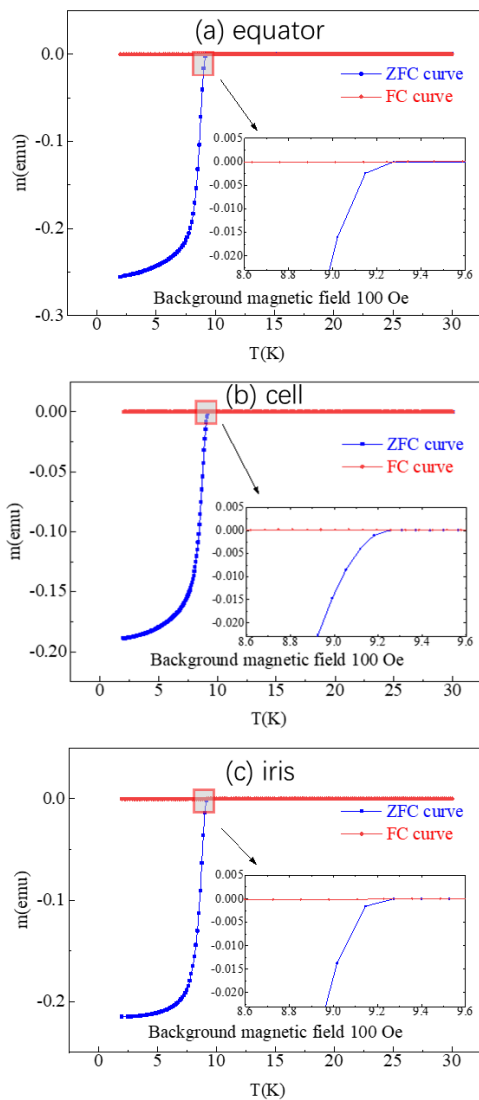 (a) equator
0.0
-0.1
-0.2
-0.3
m(emu)
ZFC curve
FC curve
0.005
0.000
-0.005
-0.010
-0.015
-0.020
8.6 8.8 9.0 9.2 9.4 9.6
Background magnetic field 100 Oe
0 5 10 15 20 25 30
T(K)
(b) cell
0.00
-0.05
-0.10
-0.15
-0.20
m(emu)
ZFC curve
FC curve
0.005
0.000
-0.005
-0.010
-0.015
-0.020
8.6 8.8 9.0 9.2 9.4 9.6
Background magnetic field 100 Oe
0 5 10 15 20 25 30
T(K)
(c) iris
0.0
-0.1
-0.2
m(emu)
ZFC curve
FC curve
0.005
0.000
-0.005
-0.010
-0.015
-0.020
8.6 8.8 9.0 9.2 9.4 9.6
Background magnetic field 100 Oe
0 5 10 15 20 25 30
T(K)